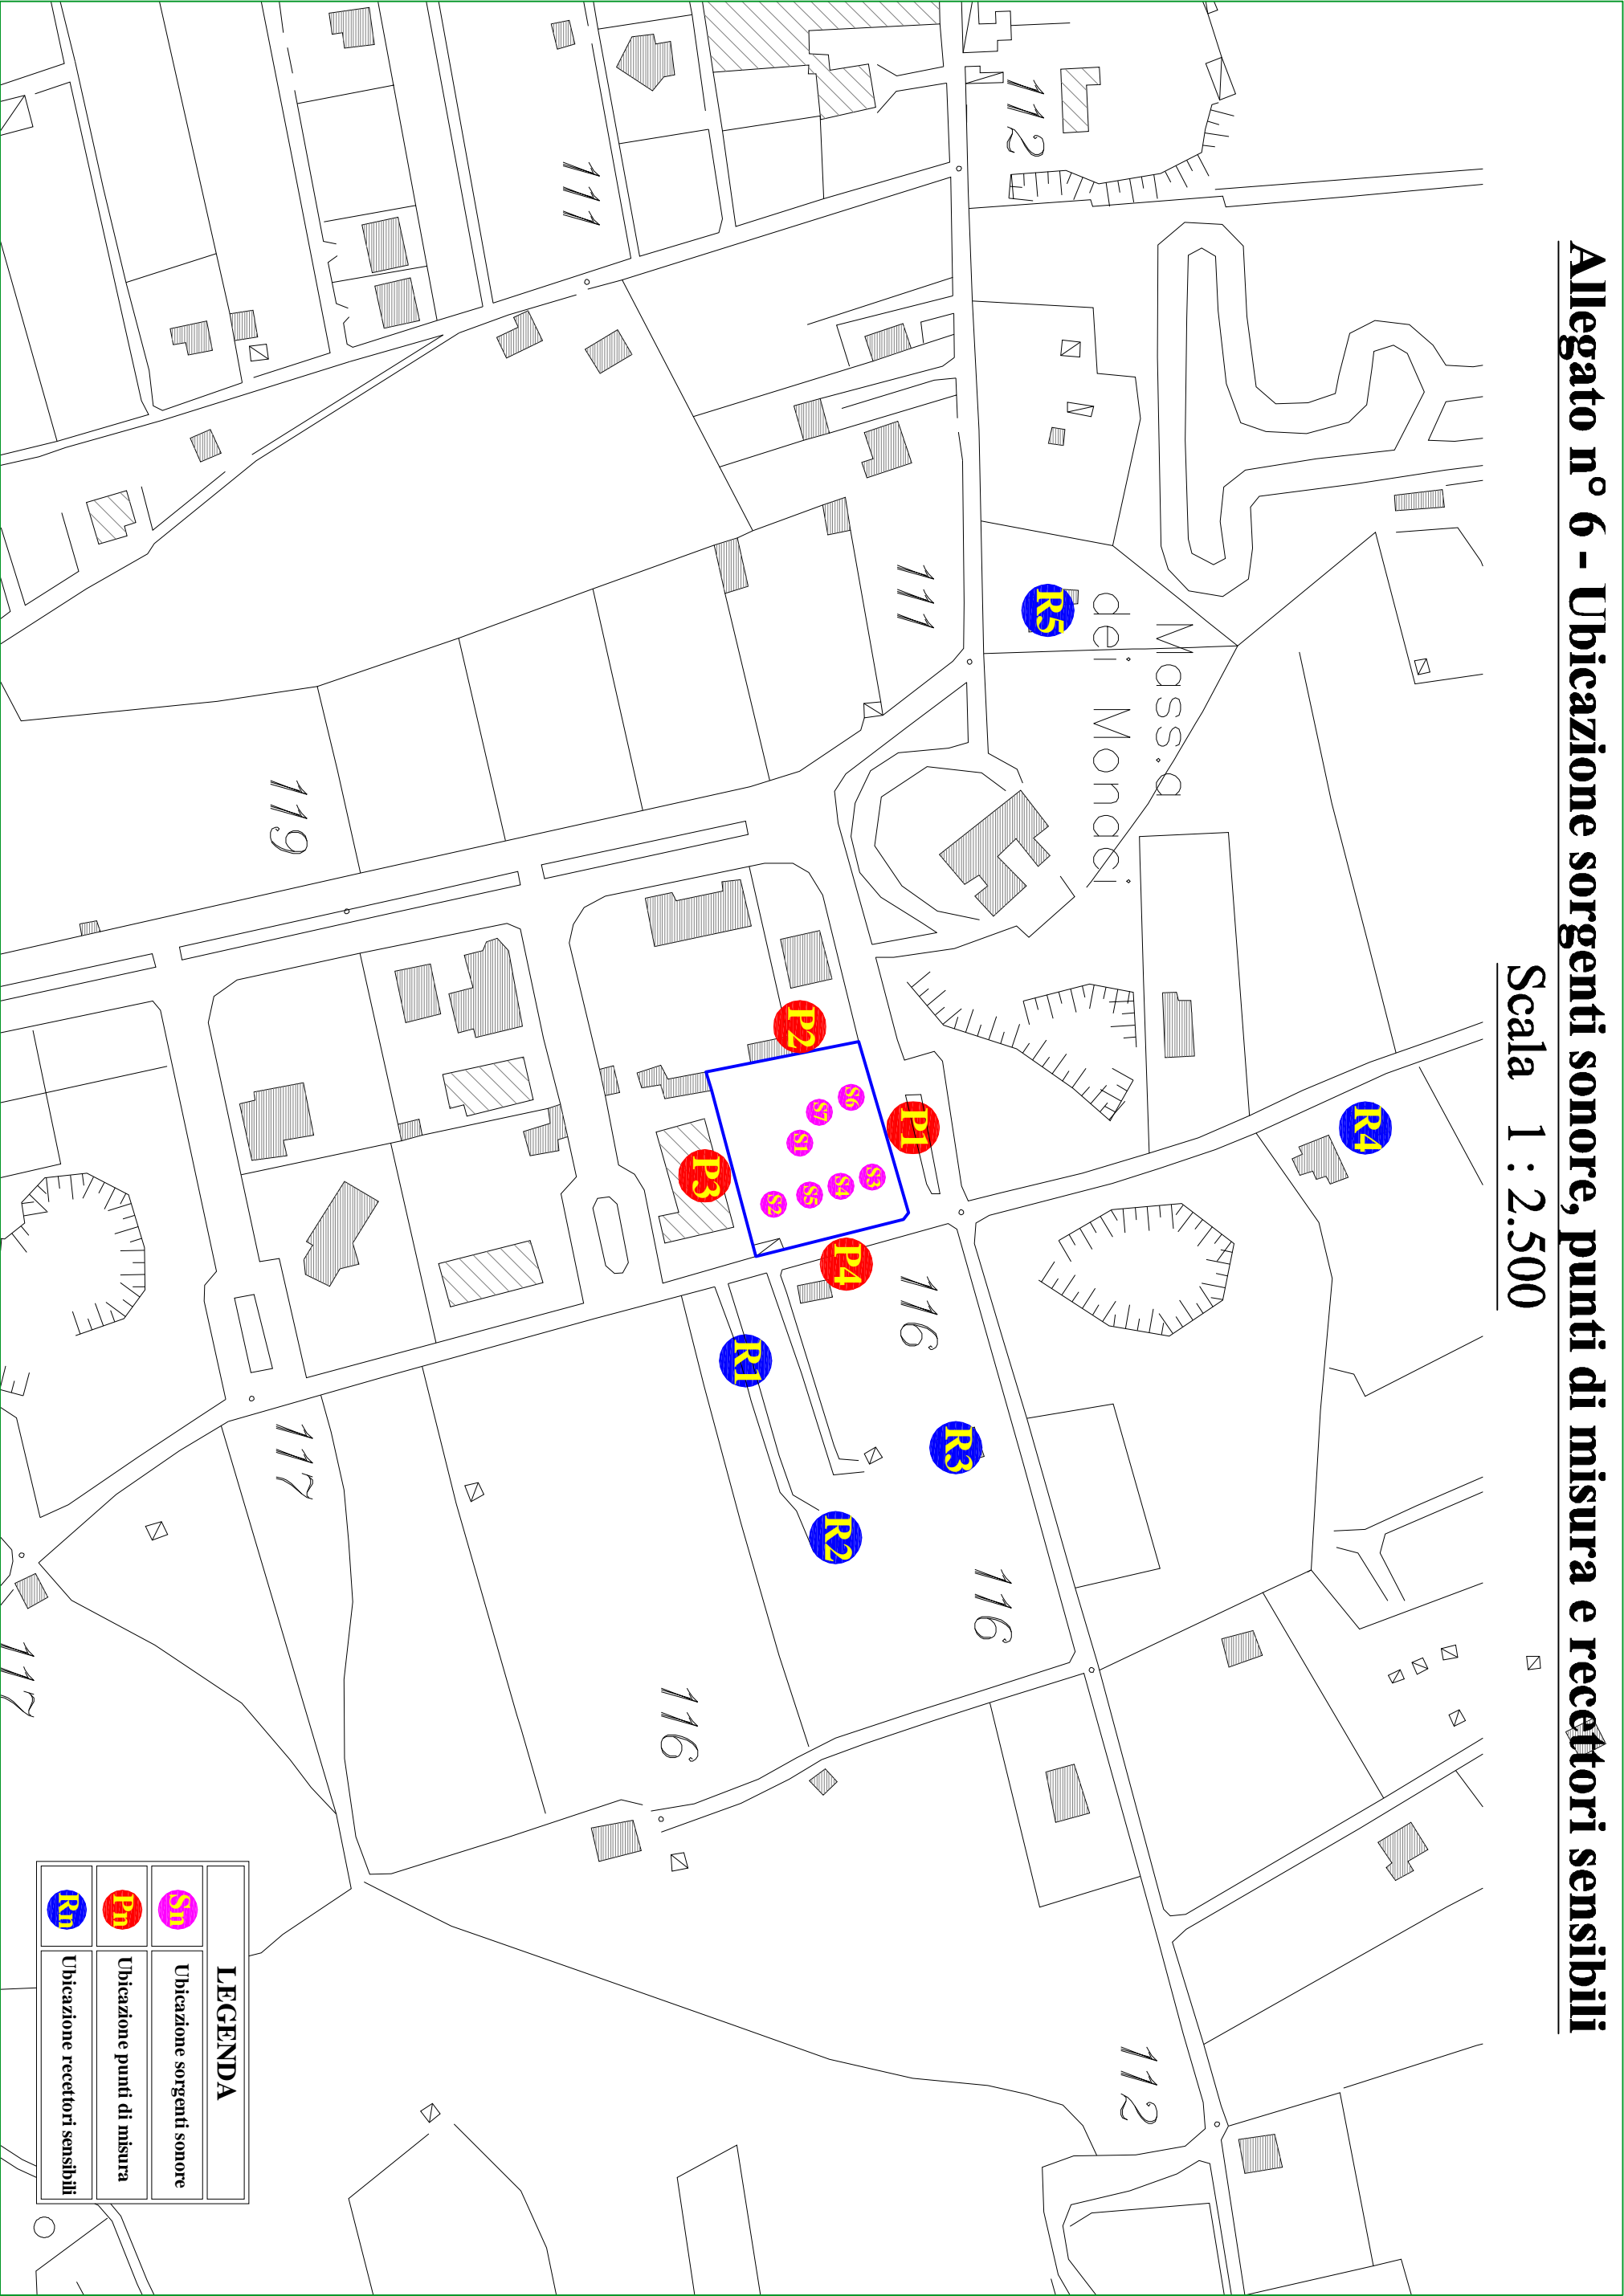 Allegato n° 6 - Ubicazione sorgenti sonore, punti di misura e recettori sensibili
Scala 1 : 2.500
112
111
111
Mass.a
dei Monaci
R5
R4
119
P2
P1
P3
P4
S6
S7
S1
S3
S4
S5
S2
116
R1
R3
R2
117
116
116
117
112
LEGENDA
Sn Ubicazione sorgenti sonore
Pn Ubicazione punti di misura
Rn Ubicazione recettori sensibili